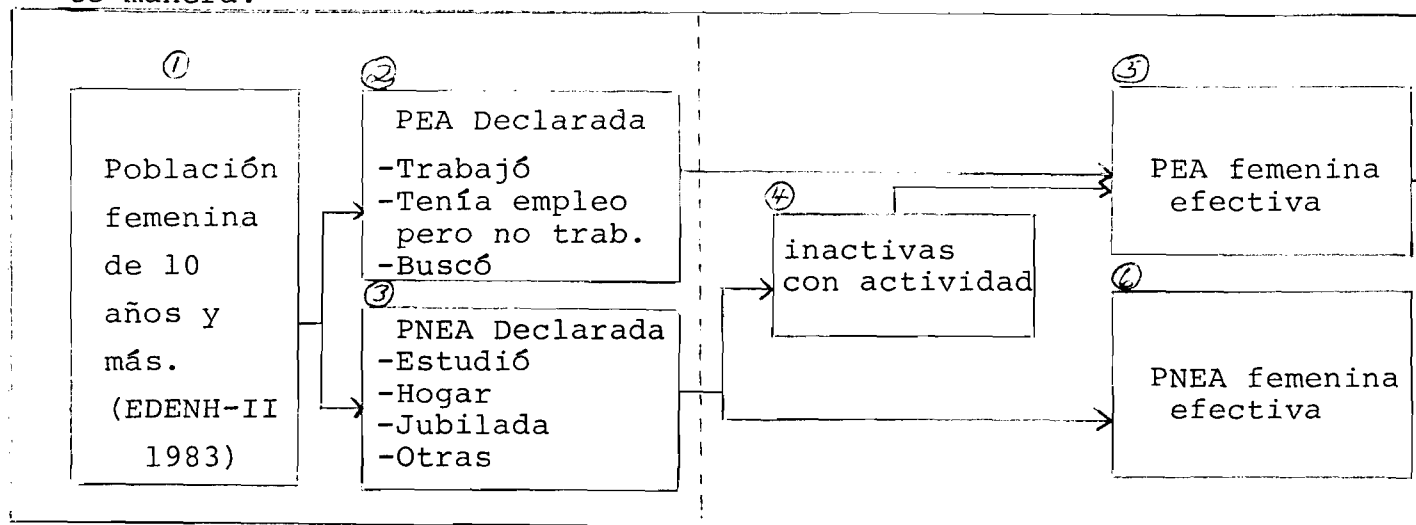 ①
Población
femenina
de 10
años y
más.
(EDENH-II
1983)
②
PEA Declarada
-Trabajó
-Tenía empleo
pero no trab.
-Buscó
③
PNEA Declarada
-Estudió
-Hogar
-Jubilada
-Otras
④
inactivas
con actividad
⑤
PEA femenina
efectiva
⑥
PNEA femenina
efectiva